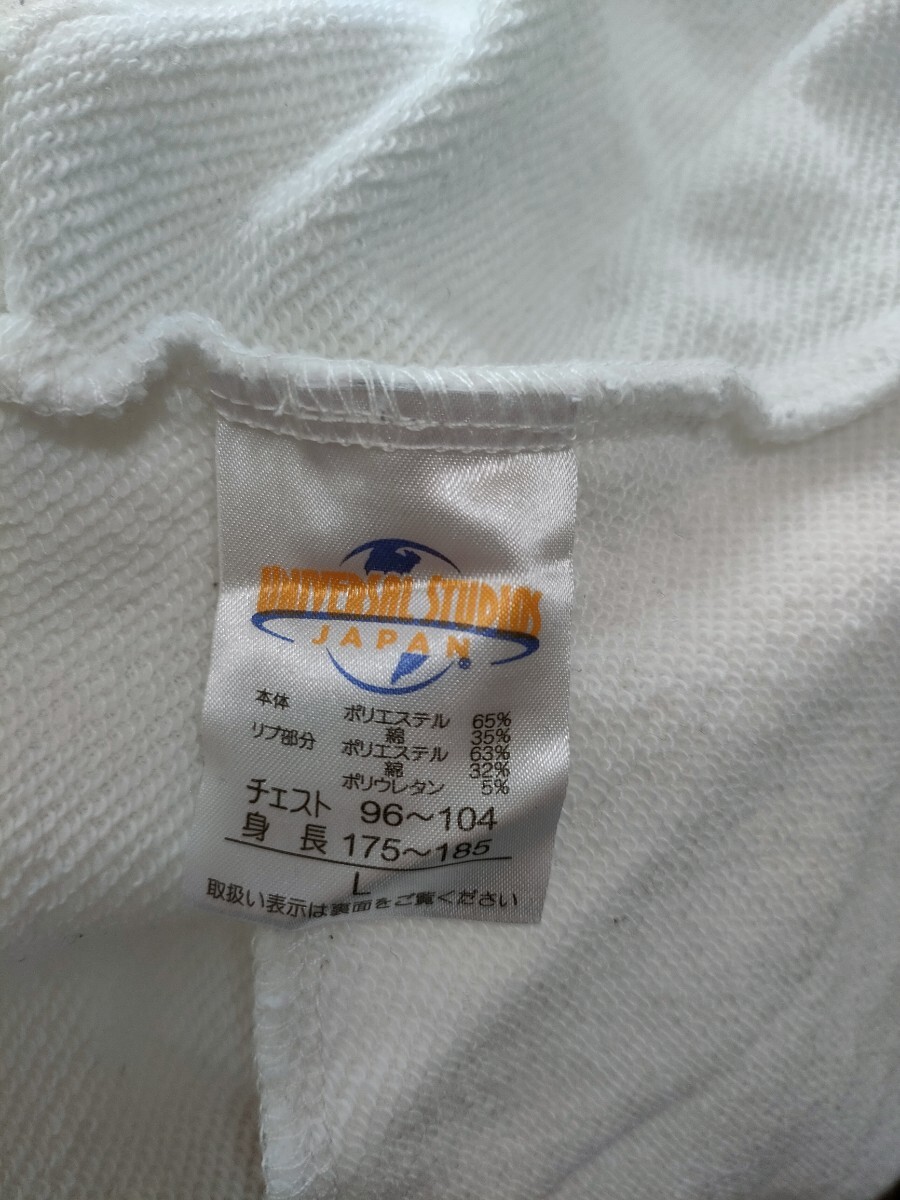 UNIVERSAL STUDIOS
JAPAN®
本体 ポリエステル 65%
綿 35%
リブ部分 ポリエステル 63%
綿 32%
ポリウレタン 5%
チェスト 96〜104
身長 175〜185
L
取扱い表示は裏面をご覧ください